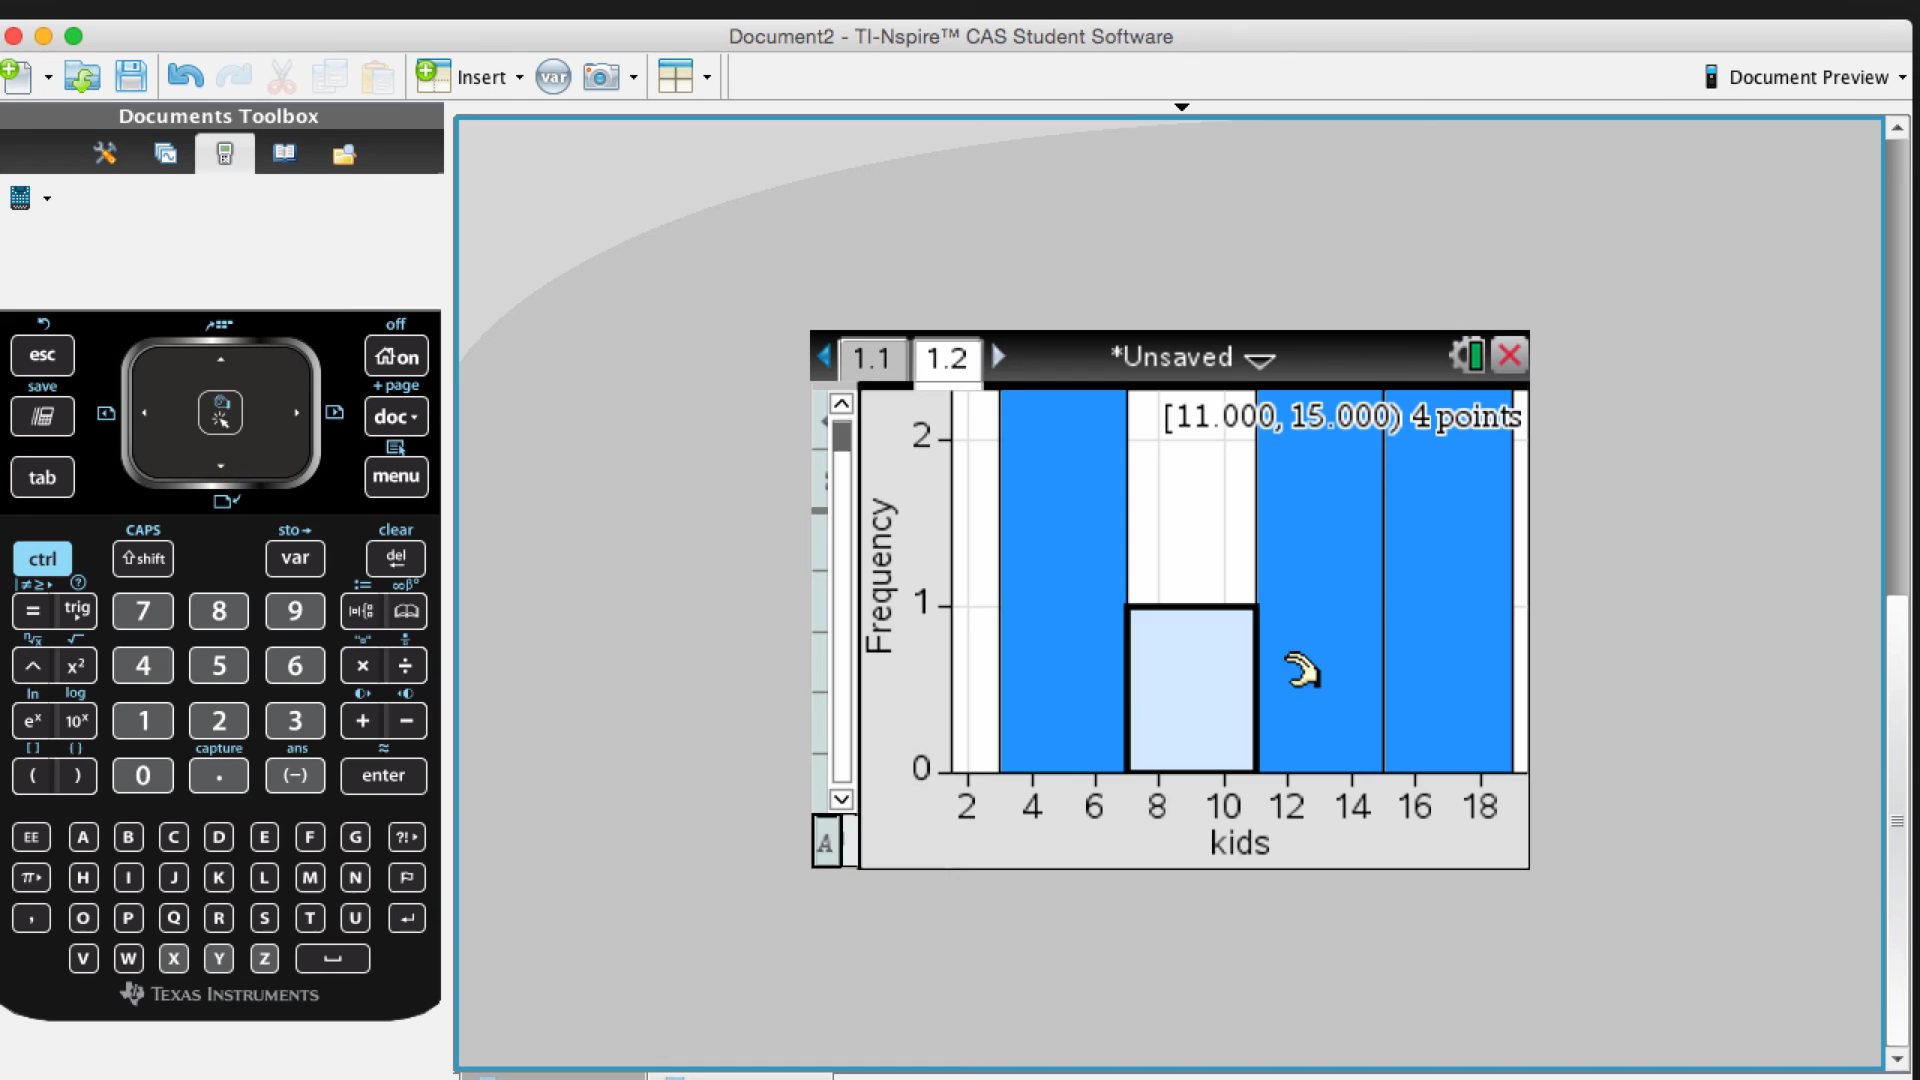 Document2 - TI-Nspire™ CAS Student Software
Insert
var
Document Preview
Documents Toolbox
off
esc
on
save
+ page
doc
tab
menu
CAPS
sto→
clear
ctrl
⇧shift
var
del
= trig 7 8 9
^ x² 4 5 6 × ÷
ln log
eˣ 10ˣ 1 2 3 + −
[ ] { } capture ans ≈
( ) 0 . (−) enter
EE A B C D E F G ?!▸
π▸ H I J K L M N
, O P Q R S T U
V W X Y Z
TEXAS INSTRUMENTS
1.1 1.2 *Unsaved
[11.000, 15.000) 4 points
Frequency
2
1
0
2 4 6 8 10 12 14 16 18
kids
A